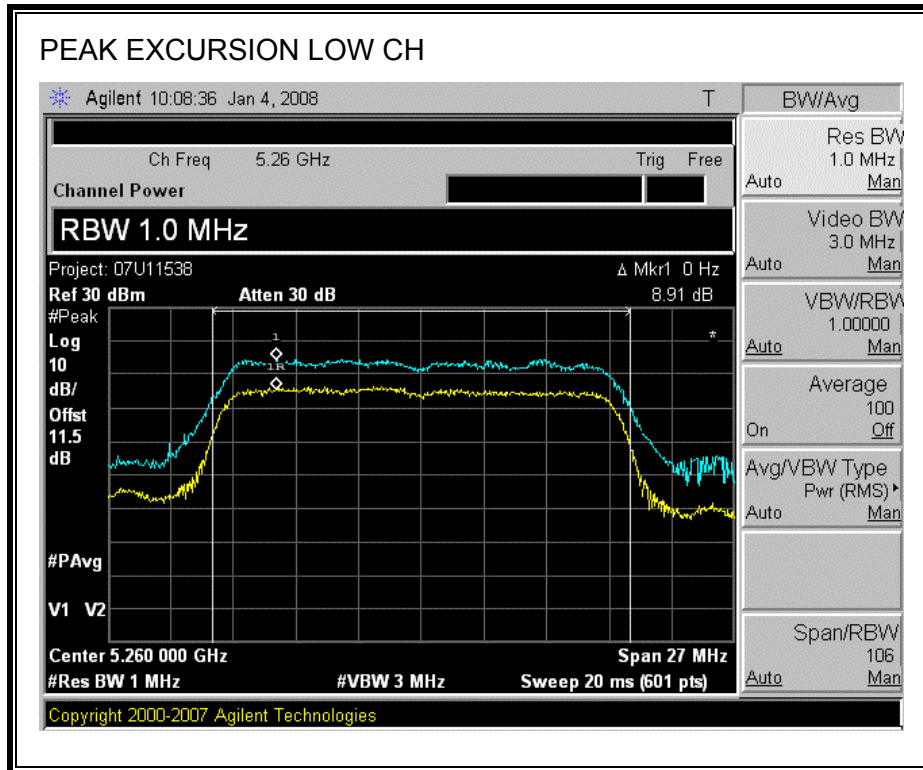 PEAK EXCURSION LOW CH
Agilent 10:08:36 Jan 4, 2008 T
Ch Freq 5.26 GHz Trig Free
Channel Power
RBW 1.0 MHz
Project: 07U11538 Δ Mkr1 0 Hz
Ref 30 dBm Atten 30 dB 8.91 dB
#Peak
Log
10
dB/
Offst
11.5
dB
1
1R
*
#PAvg
V1 V2
Center 5.260 000 GHz Span 27 MHz
#Res BW 1 MHz #VBW 3 MHz Sweep 20 ms (601 pts)
Copyright 2000-2007 Agilent Technologies
BW/Avg
Res BW
1.0 MHz
Auto Man
Video BW
3.0 MHz
Auto Man
VBW/RBW
1.00000
Auto Man
Average
100
On Off
Avg/VBW Type
Pwr (RMS)
Auto Man
Span/RBW
106
Auto Man